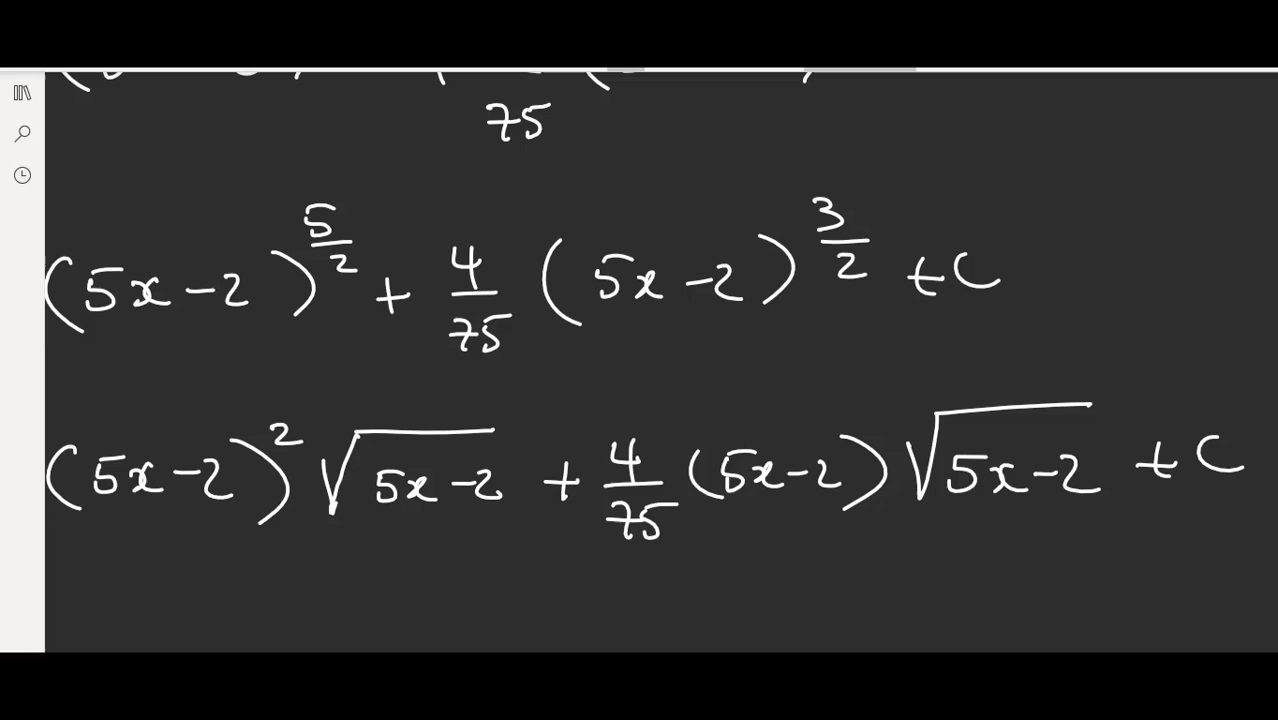 75
(5x-2)^{5/2} + 4/75 (5x-2)^{3/2} + C
(5x-2)^2 √(5x-2) + 4/75 (5x-2) √(5x-2) + C